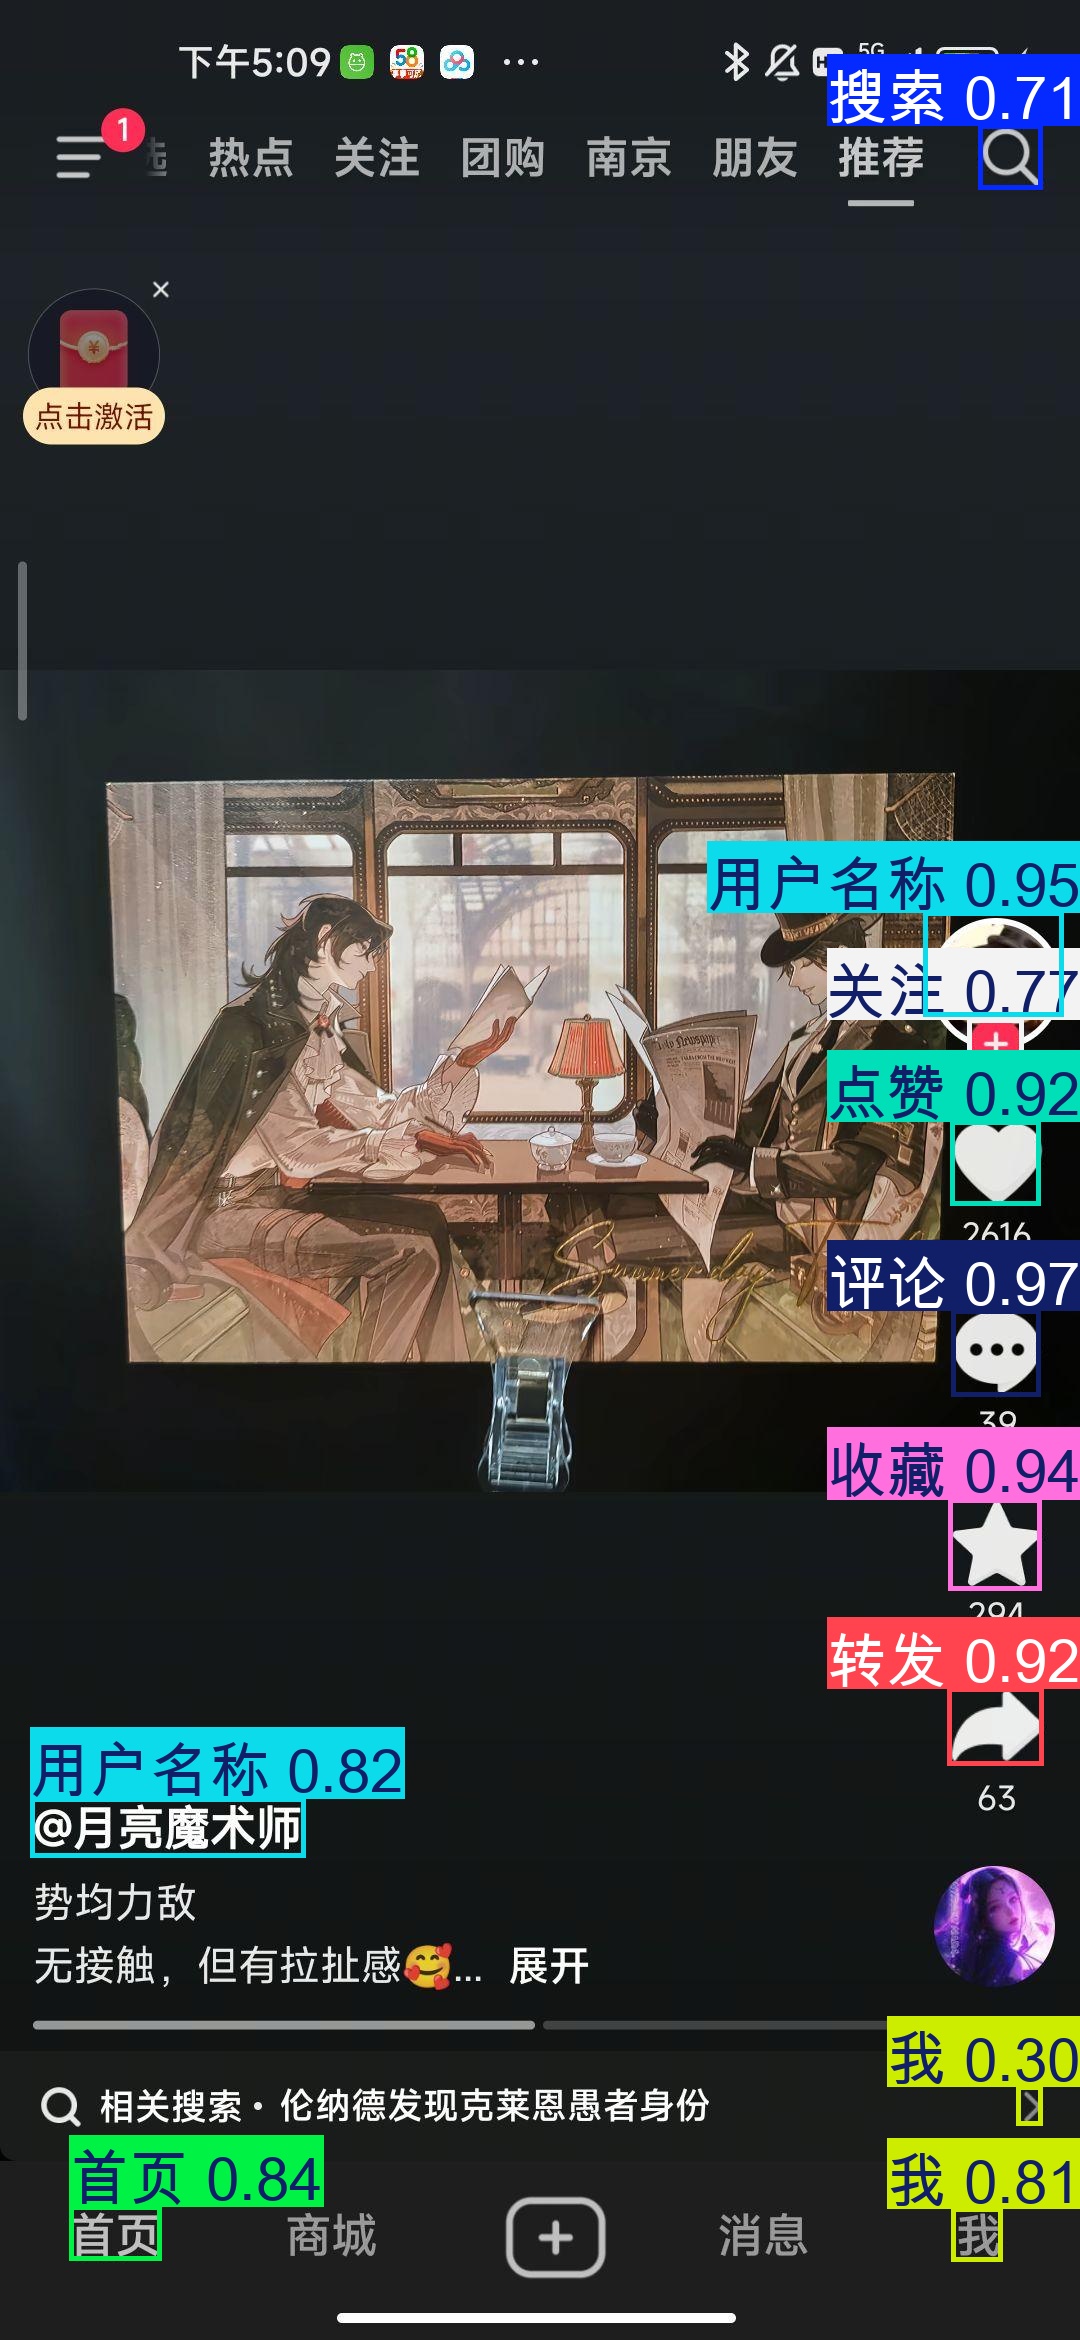 下午5:09
58
5G
搜索 0.71
1
热点 关注 团购 南京 朋友 推荐
点击激活
用户名称 0.95
关注 0.77
点赞 0.92
2616
评论 0.97
Summerday
39
收藏 0.94
294
转发 0.92
63
用户名称 0.82
@月亮魔术师
势均力敌
无接触，但有拉扯感🥰... 展开
我 0.30
相关搜索·伦纳德发现克莱恩愚者身份
首页 0.84
我 0.81
首页 商城 消息 我